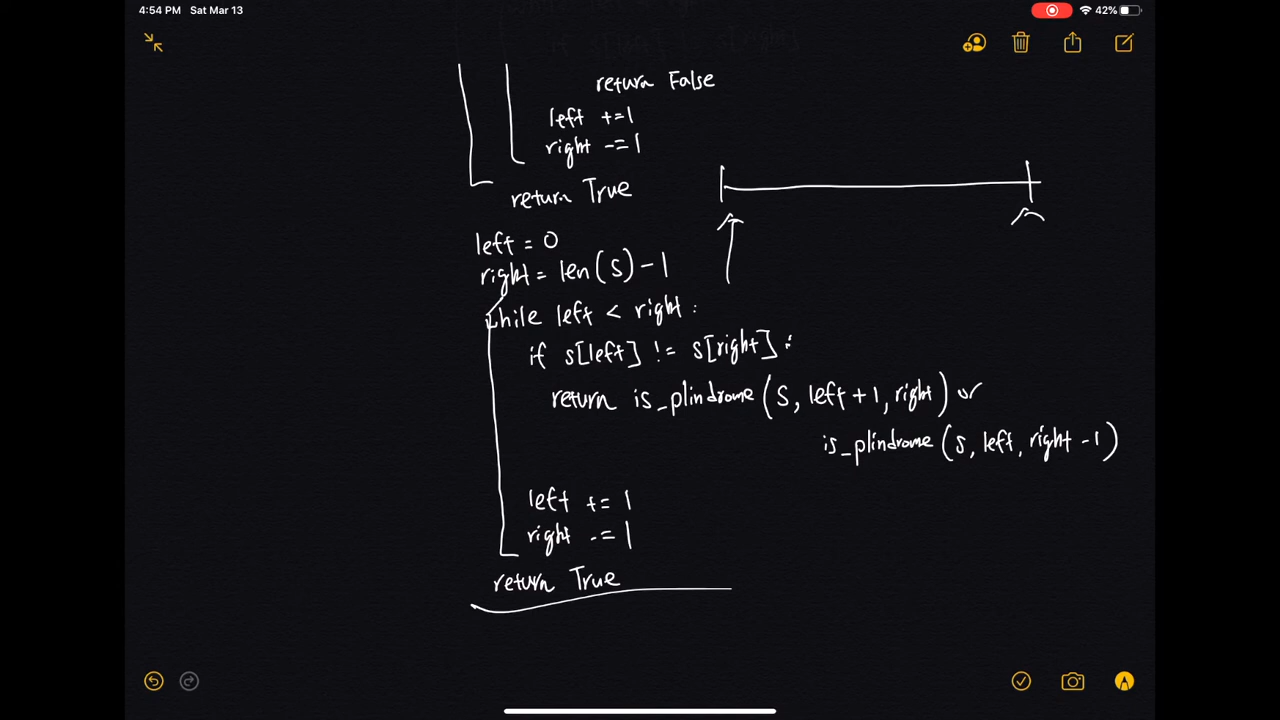 4:54 PM Sat Mar 13
42%
return False
left +=1
right -=1
return True
left = 0
right = len(s)-1
while left < right:
if s[left] != s[right]:
return is_plindrome(s, left+1, right) or
is_plindrome(s, left, right -1)
left += 1
right -= 1
return True